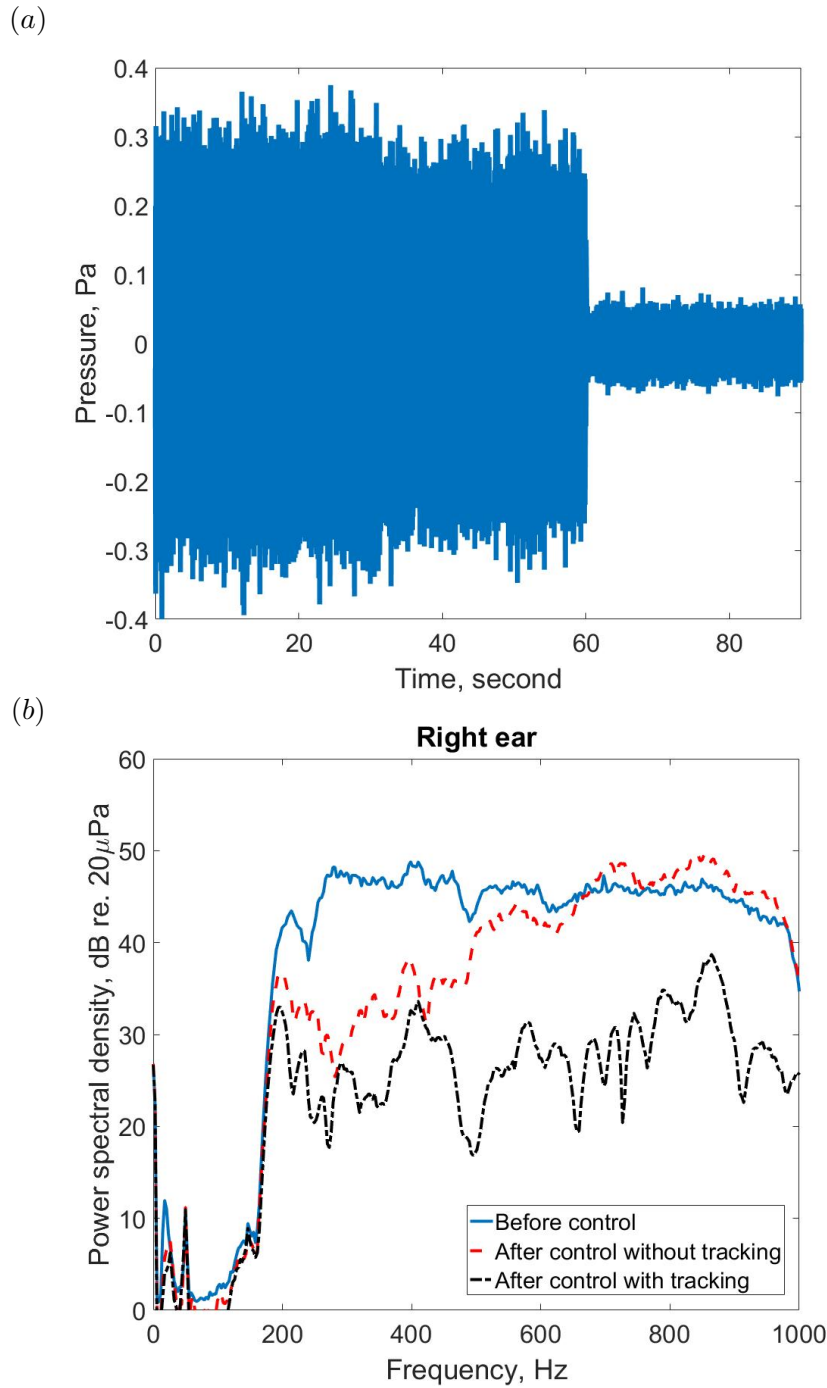 (a)
0.4
0.3
0.2
0.1
0
-0.1
-0.2
-0.3
-0.4
Pressure, Pa
0 20 40 60 80
Time, second
(b)
Right ear
60
50
40
30
20
10
0
Power spectral density, dB re. 20μPa
Before control
After control without tracking
After control with tracking
0 200 400 600 800 1000
Frequency, Hz